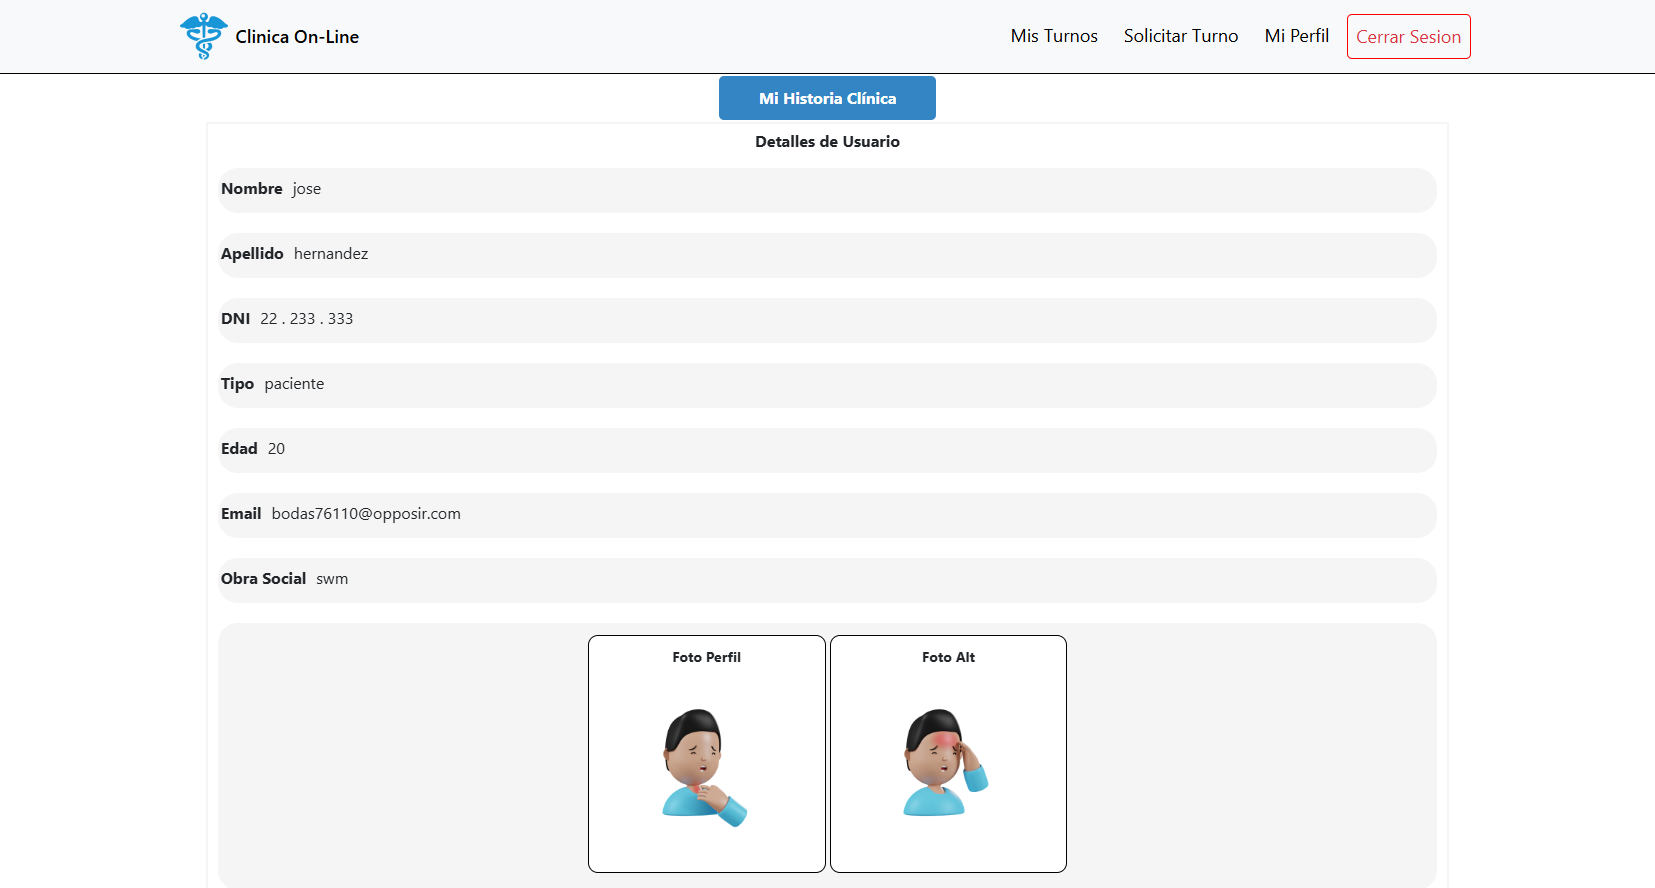 Clinica On-Line
Mis Turnos
Solicitar Turno
Mi Perfil
Cerrar Sesion
Mi Historia Clínica
Detalles de Usuario
Nombre jose
Apellido hernandez
DNI 22 . 233 . 333
Tipo paciente
Edad 20
Email bodas76110@opposir.com
Obra Social swm
Foto Perfil
Foto Alt